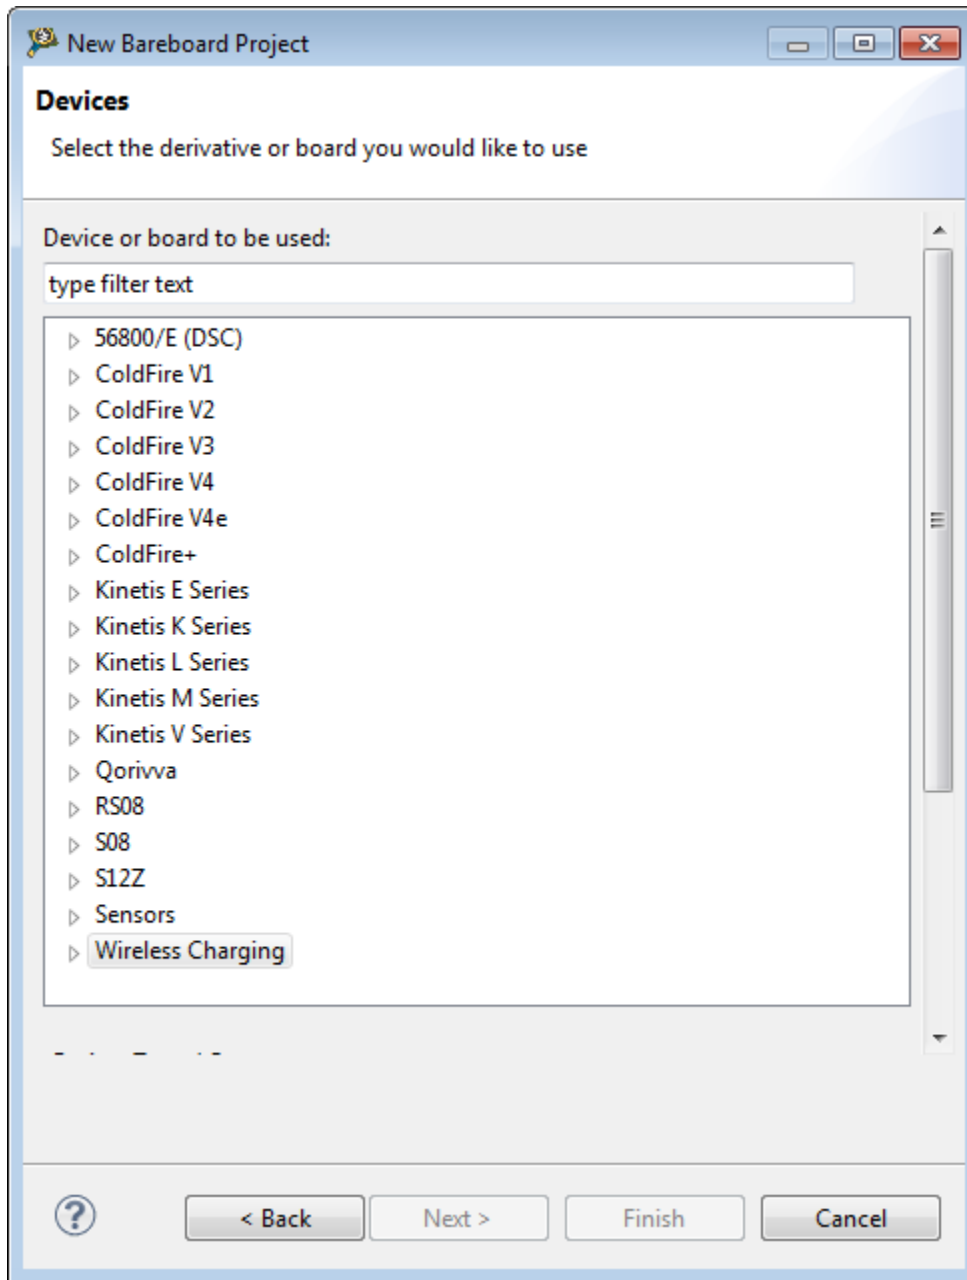 New Bareboard Project
Devices
Select the derivative or board you would like to use
Device or board to be used:
type filter text
56800/E (DSC)
ColdFire V1
ColdFire V2
ColdFire V3
ColdFire V4
ColdFire V4e
ColdFire+
Kinetis E Series
Kinetis K Series
Kinetis L Series
Kinetis M Series
Kinetis V Series
Qorivva
RS08
S08
S12Z
Sensors
Wireless Charging
? < Back Next > Finish Cancel